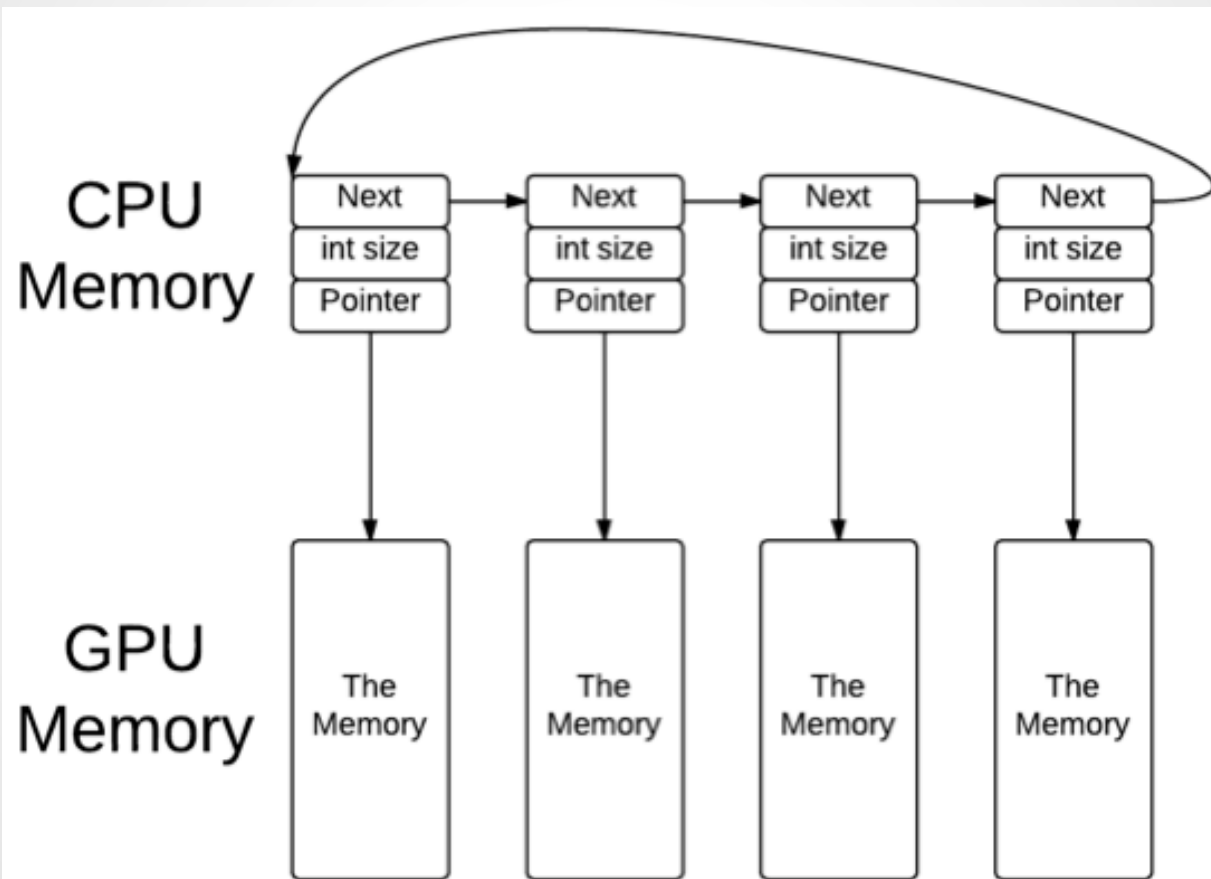 CPU
Memory
Next
Next
Next
Next
int size
int size
int size
int size
Pointer
Pointer
Pointer
Pointer
GPU
Memory
The
Memory
The
Memory
The
Memory
The
Memory